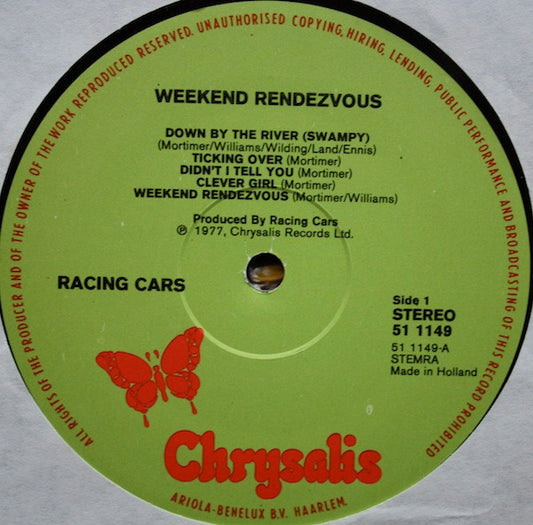 ALL RIGHTS OF THE PRODUCER AND OF THE OWNER OF THE WORK REPRODUCED RESERVED. UNAUTHORISED COPYING, HIRING, LENDING, PUBLIC PERFORMANCE AND BROADCASTING OF THIS RECORD PROHIBITED
WEEKEND RENDEZVOUS
DOWN BY THE RIVER (SWAMPY)
(Mortimer/Williams/Wilding/Land/Ennis)
TICKING OVER (Mortimer)
DIDN'T I TELL YOU (Mortimer)
CLEVER GIRL (Mortimer)
WEEKEND RENDEZVOUS (Mortimer/Williams)
Produced By Racing Cars
℗ 1977, Chrysalis Records Ltd.
RACING CARS
Side 1
STEREO
51 1149
51 1149-A
STEMRA
Made in Holland
Chrysalis
ARIOLA-BENELUX B.V. HAARLEM.